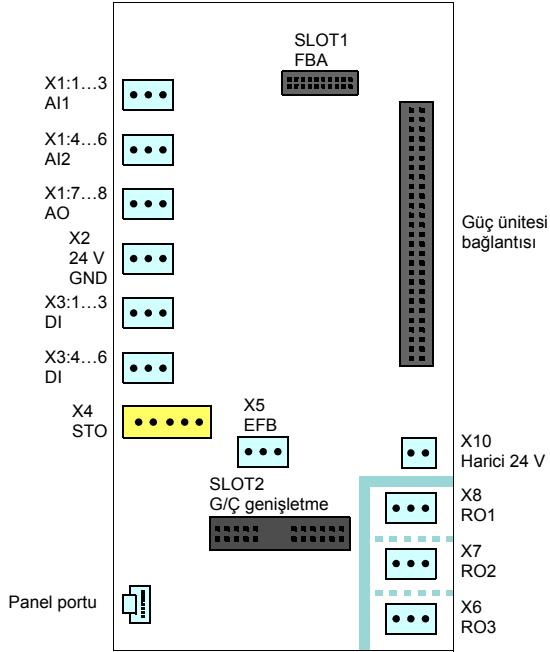 SLOT1
FBA
X1:1…3
AI1
X1:4…6
AI2
X1:7…8
AO
X2
24 V
GND
X3:1…3
DI
X3:4…6
DI
X4
STO
X5
EFB
SLOT2
G/Ç genişletme
Panel portu
Güç ünitesi
bağlantısı
X10
Harici 24 V
X8
RO1
X7
RO2
X6
RO3